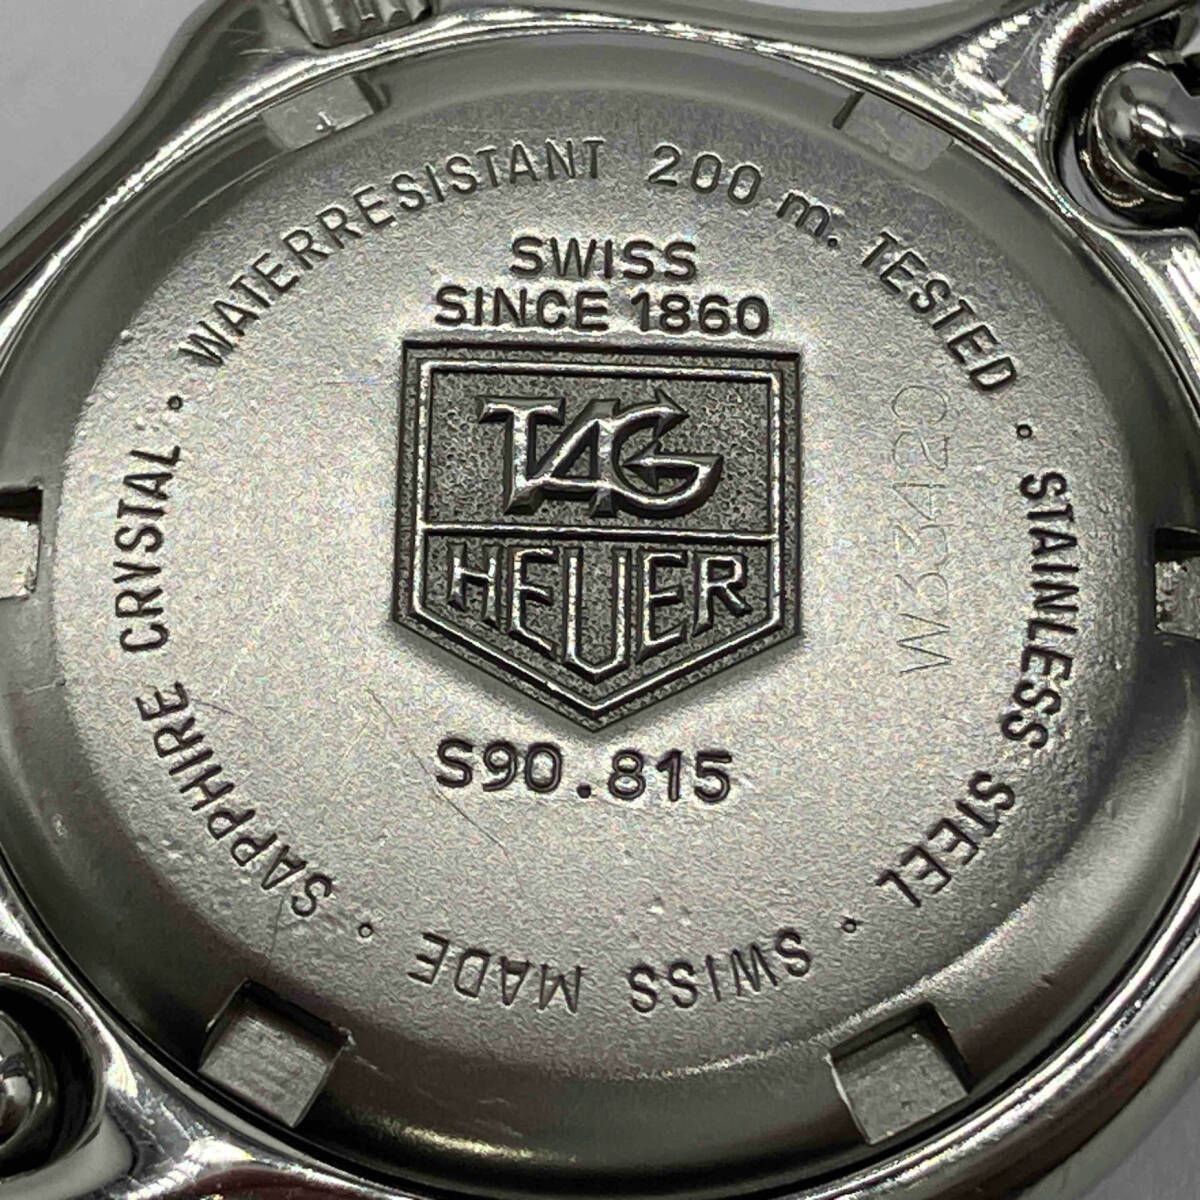 WATERRESISTANT 200 m. TESTED · STAINLESS STEEL · SWISS MADE · SAPPHIRE CRYSTAL ·
SWISS
SINCE 1860
TAG
HEUER
S90.815
W33420